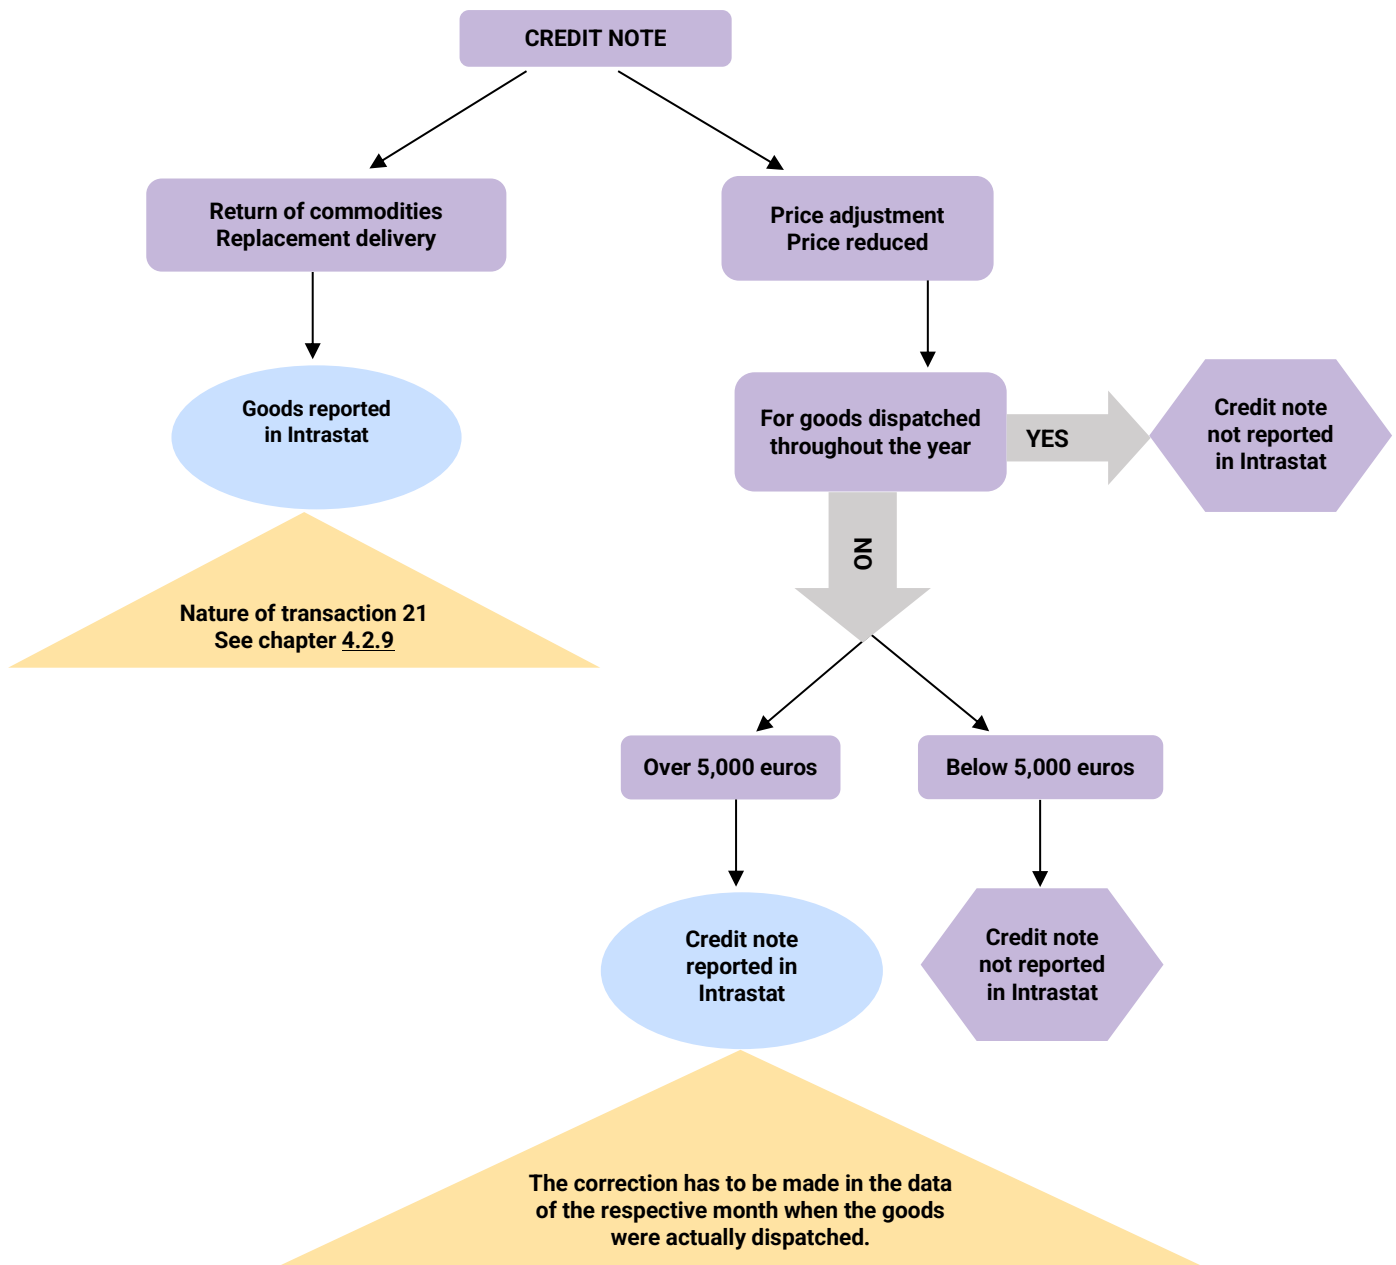 CREDIT NOTE
Return of commodities
Replacement delivery
Price adjustment
Price reduced
Goods reported
in Intrastat
For goods dispatched
throughout the year
YES
Credit note
not reported
in Intrastat
NO
Nature of transaction 21
See chapter 4.2.9
Over 5,000 euros
Below 5,000 euros
Credit note
reported in
Intrastat
Credit note
not reported
in Intrastat
The correction has to be made in the data
of the respective month when the goods
were actually dispatched.